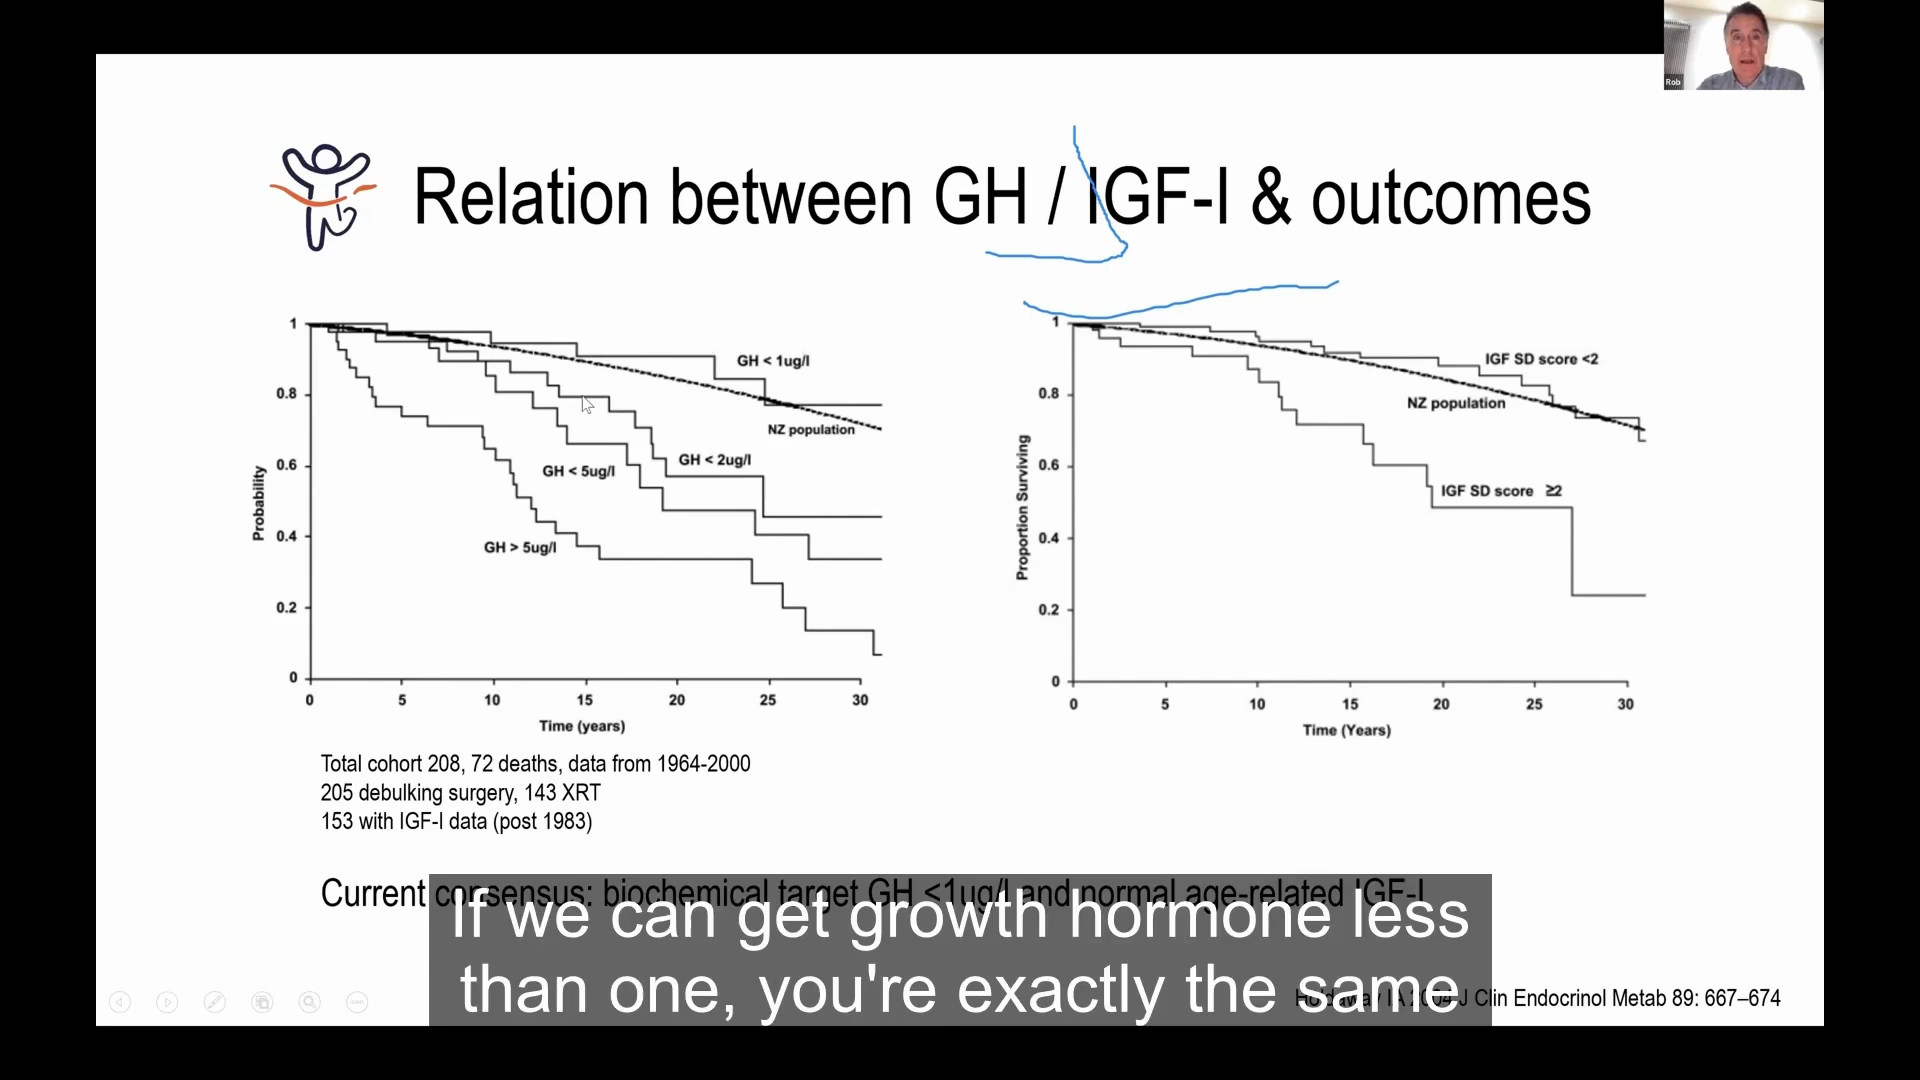 Rob
Relation between GH / IGF-I & outcomes
1
0.8
0.6
0.4
0.2
0
Probability
GH < 1ug/l
NZ population
GH < 2ug/l
GH < 5ug/l
GH > 5ug/l
0 5 10 15 20 25 30
Time (years)
1
0.8
0.6
0.4
0.2
0
Proportion Surviving
IGF SD score <2
NZ population
IGF SD score ≥2
0 5 10 15 20 25 30
Time (Years)
Total cohort 208, 72 deaths, data from 1964-2000
205 debulking surgery, 143 XRT
153 with IGF-I data (post 1983)
Current consensus: biochemical target GH <1ug/l and normal age-related IGF-I
If we can get growth hormone less
than one, you're exactly the same
Holdaway IA 2004 J Clin Endocrinol Metab 89: 667–674